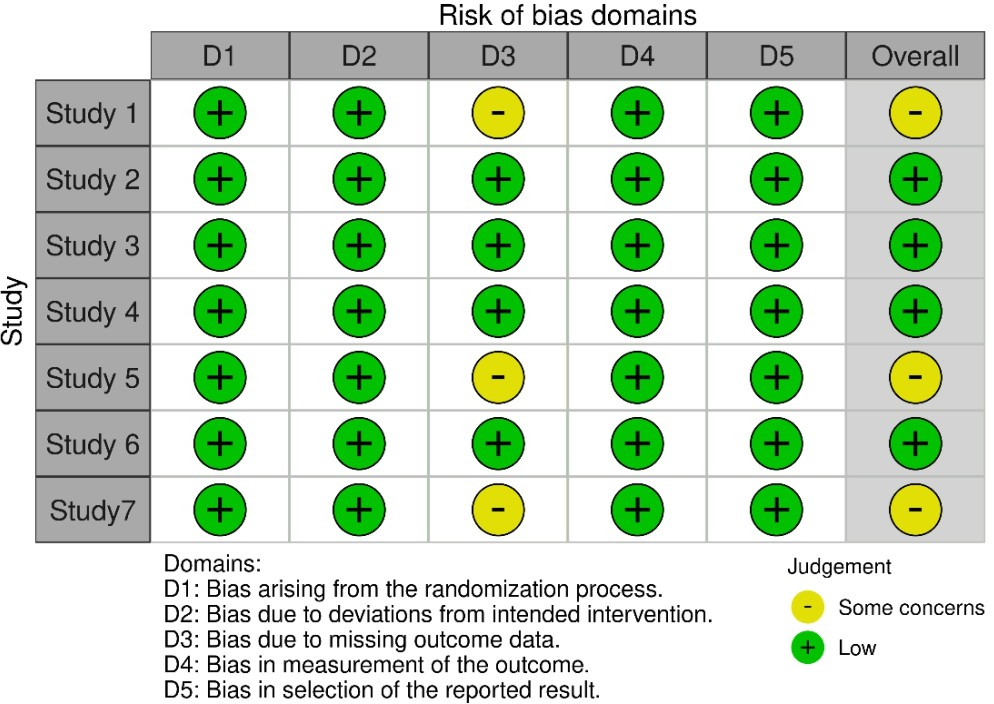 Risk of bias domains
D1 D2 D3 D4 D5 Overall
Study
Study 1 + + - + + -
Study 2 + + + + + +
Study 3 + + + + + +
Study 4 + + + + + +
Study 5 + + - + + -
Study 6 + + + + + +
Study7 + + - + + -
Domains:
D1: Bias arising from the randomization process.
D2: Bias due to deviations from intended intervention.
D3: Bias due to missing outcome data.
D4: Bias in measurement of the outcome.
D5: Bias in selection of the reported result.
Judgement
- Some concerns
+ Low